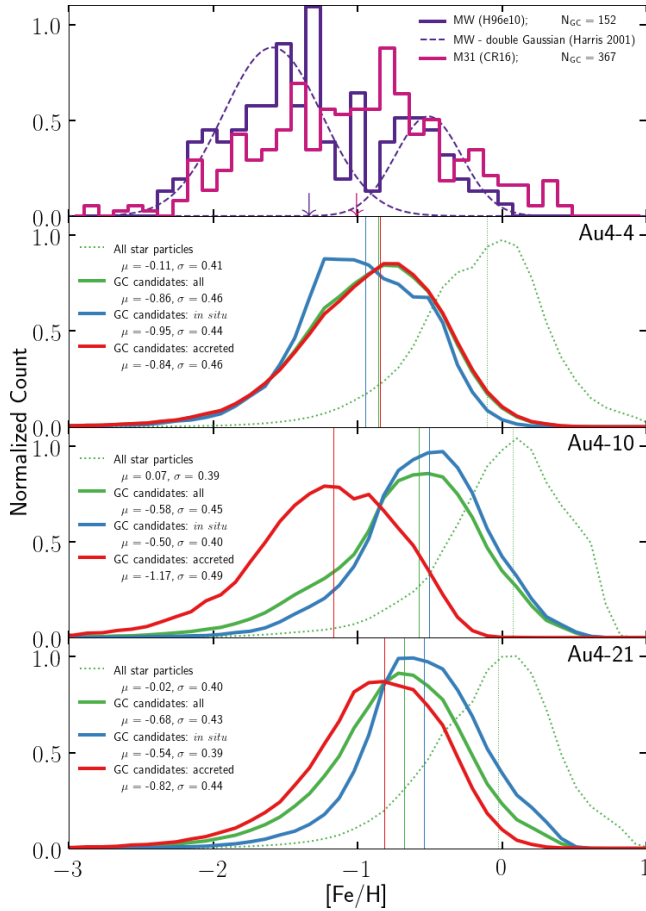 MW (H96e10); N_GC = 152
MW - double Gaussian (Harris 2001)
M31 (CR16); N_GC = 367
1.0
0.5
0.0
Au4-4
All star particles
μ = -0.11, σ = 0.41
GC candidates: all
μ = -0.86, σ = 0.46
GC candidates: in situ
μ = -0.95, σ = 0.44
GC candidates: accreted
μ = -0.84, σ = 0.46
1.0
0.5
0.0
Au4-10
All star particles
μ = 0.07, σ = 0.39
GC candidates: all
μ = -0.58, σ = 0.45
GC candidates: in situ
μ = -0.50, σ = 0.40
GC candidates: accreted
μ = -1.17, σ = 0.49
1.0
0.5
0.0
Au4-21
All star particles
μ = -0.02, σ = 0.40
GC candidates: all
μ = -0.68, σ = 0.43
GC candidates: in situ
μ = -0.54, σ = 0.39
GC candidates: accreted
μ = -0.82, σ = 0.44
1.0
0.5
0.0
Normalized Count
−3 −2 −1 0 1
[Fe/H]